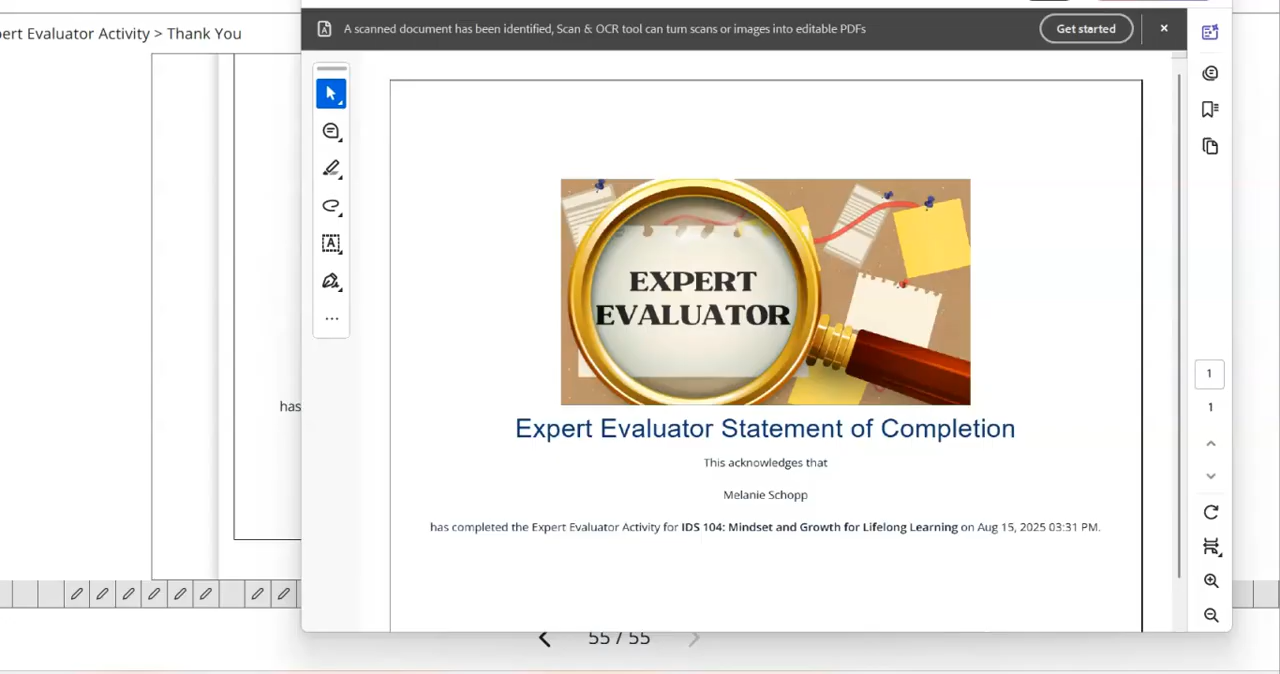 ert Evaluator Activity > Thank You
A scanned document has been identified, Scan & OCR tool can turn scans or images into editable PDFs
Get started
EXPERT
EVALUATOR
Expert Evaluator Statement of Completion
This acknowledges that
Melanie Schopp
has completed the Expert Evaluator Activity for IDS 104: Mindset and Growth for Lifelong Learning on Aug 15, 2025 03:31 PM.
has
1
1
55 / 55